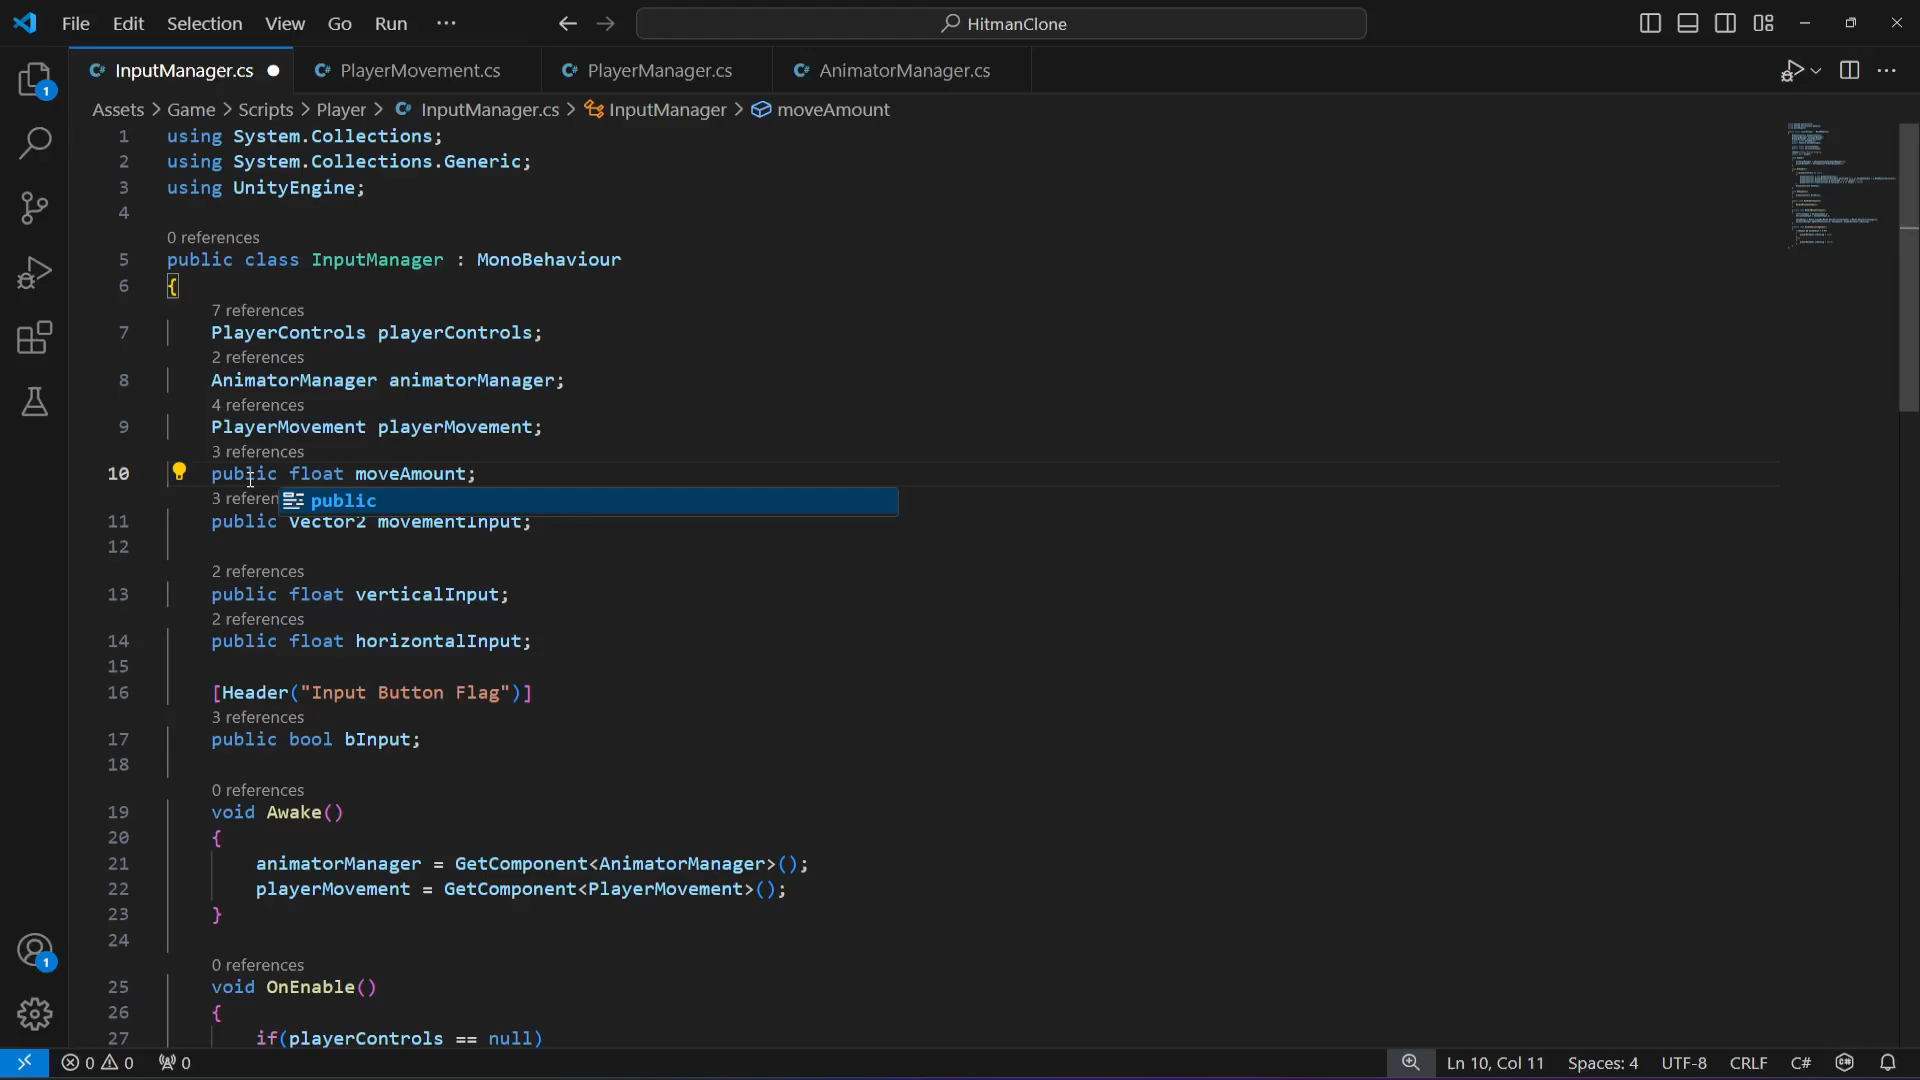 File Edit Selection View Go Run ··· HitmanClone
InputManager.cs PlayerMovement.cs PlayerManager.cs AnimatorManager.cs
Assets > Game > Scripts > Player > InputManager.cs > InputManager > moveAmount
1 using System.Collections;
2 using System.Collections.Generic;
3 using UnityEngine;
4
0 references
5 public class InputManager : MonoBehaviour
6 {
7 references
7 PlayerControls playerControls;
2 references
8 AnimatorManager animatorManager;
4 references
9 PlayerMovement playerMovement;
3 references
10 public float moveAmount;
3 referen
public
11 public Vector2 movementInput;
12
2 references
13 public float verticalInput;
2 references
14 public float horizontalInput;
15
16 [Header("Input Button Flag")]
3 references
17 public bool bInput;
18
0 references
19 void Awake()
20 {
21 animatorManager = GetComponent<AnimatorManager>();
22 playerMovement = GetComponent<PlayerMovement>();
23 }
24
0 references
25 void OnEnable()
26 {
27 if(playerControls == null)
1
1
0 0 0 Ln 10, Col 11 Spaces: 4 UTF-8 CRLF C#